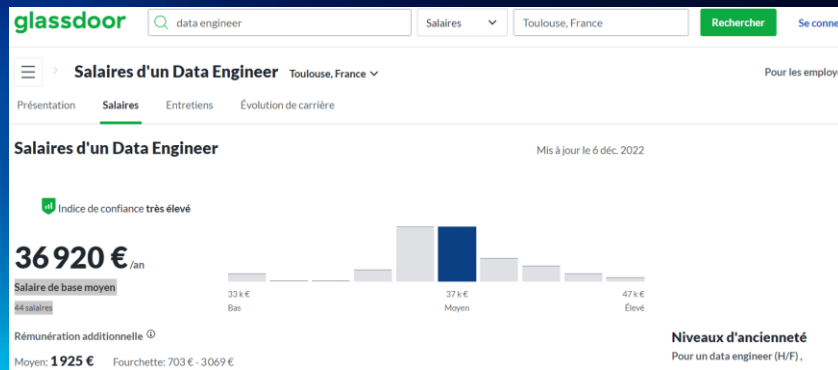 glassdoor
data engineer
Salaires
Toulouse, France
Rechercher
Se conne
Salaires d'un Data Engineer Toulouse, France
Pour les employe
Présentation Salaires Entretiens Évolution de carrière
Salaires d'un Data Engineer
Mis à jour le 6 déc. 2022
Indice de confiance très élevé
36 920 € /an
Salaire de base moyen
44 salaires
33 k € 37 k € 47 k €
Bas Moyen Élevé
Rémunération additionnelle
Moyen: 1 925 € Fourchette: 703 € - 3 069 €
Niveaux d'ancienneté
Pour un data engineer (H/F) ,